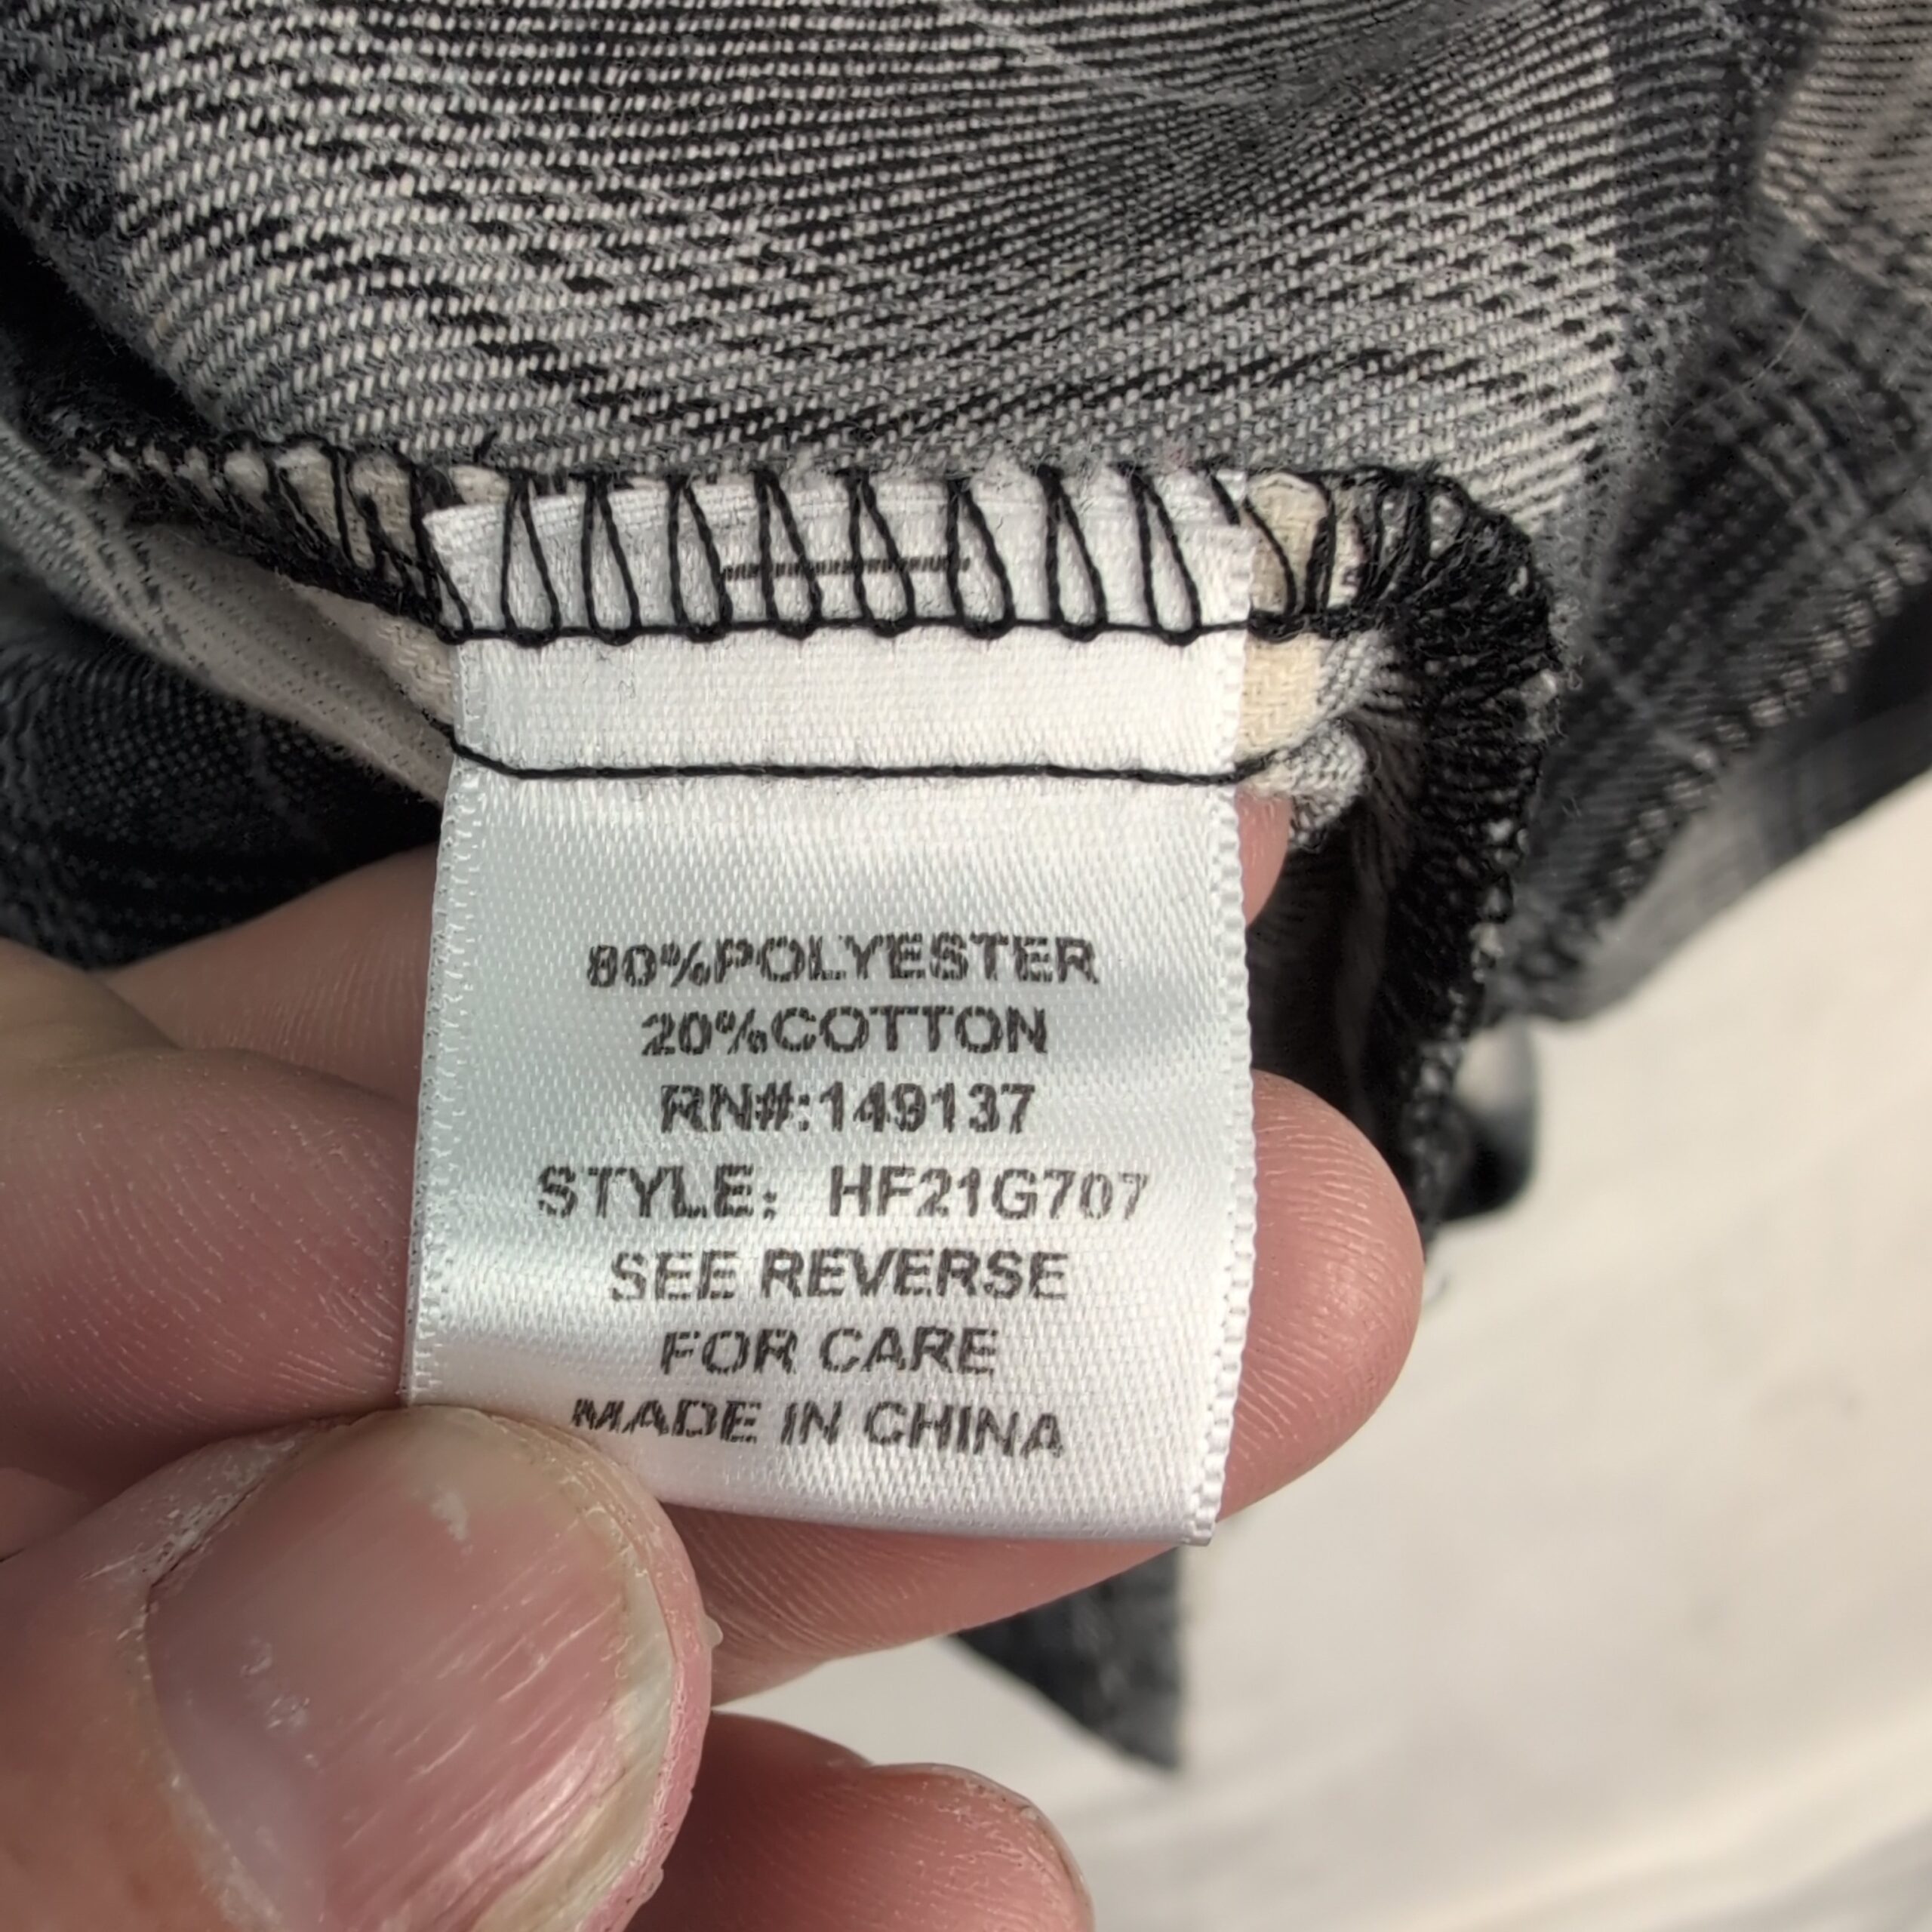 80%POLYESTER
20%COTTON
RN#:149137
STYLE: HF21G707
SEE REVERSE
FOR CARE
MADE IN CHINA